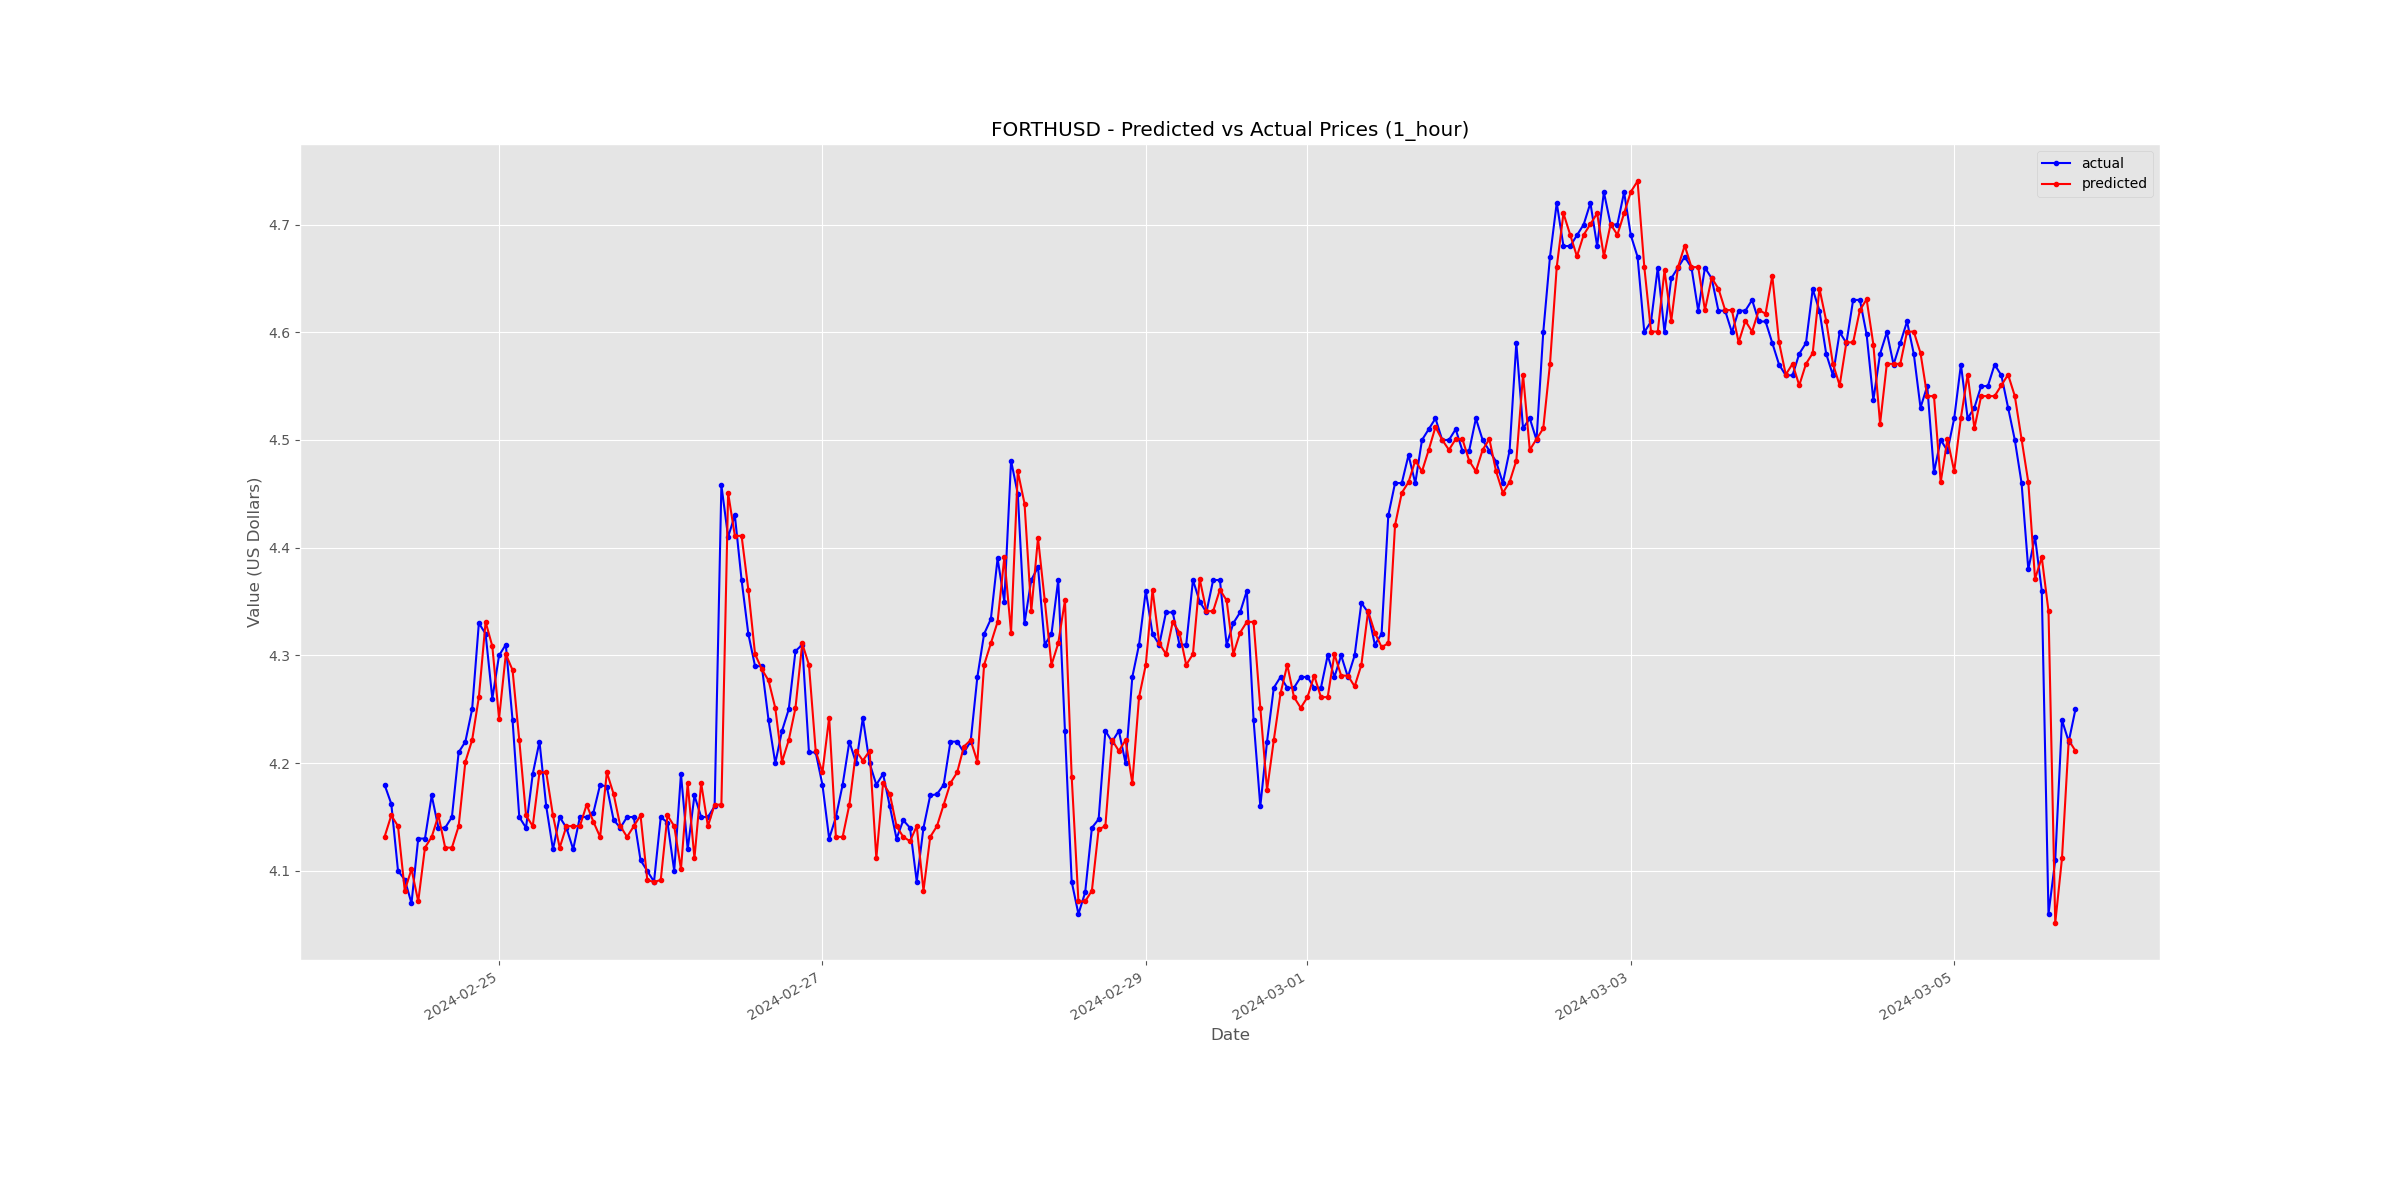 FORTHUSD - Predicted vs Actual Prices (1_hour)
actual
predicted
4.7
4.6
4.5
4.4
4.3
4.2
4.1
Value (US Dollars)
2024-02-25
2024-02-27
2024-02-29
2024-03-01
2024-03-03
2024-03-05
Date